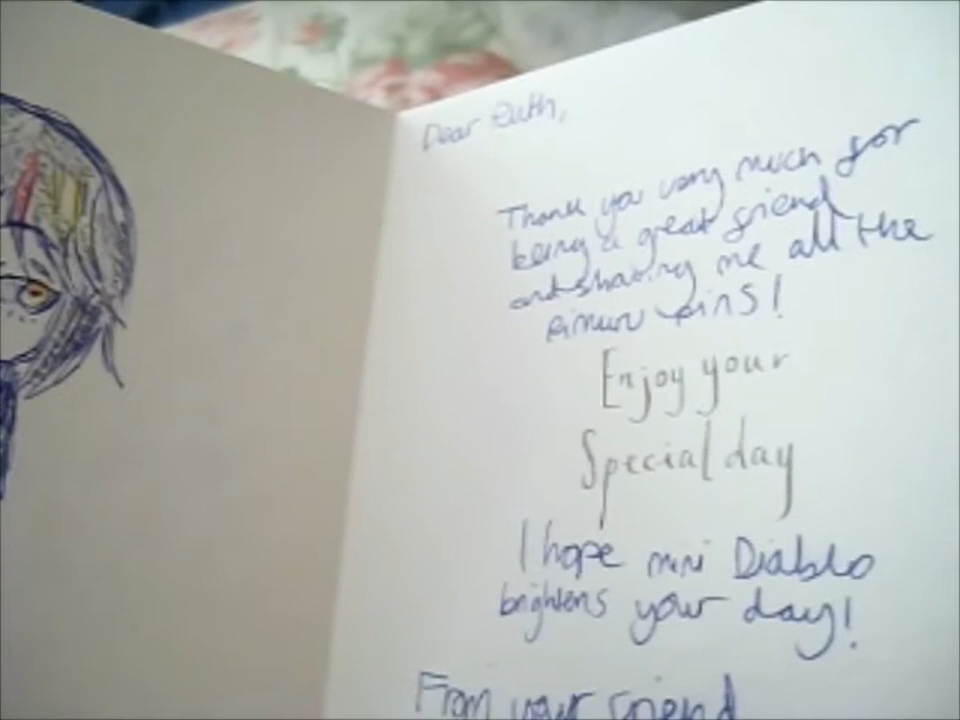 Dear Ruth,
Thank you very much for
being a great friend
and sharing me all the
Rimuru pins!
Enjoy your
Special day
I hope mini Diablo
brightens your day!
From your friend